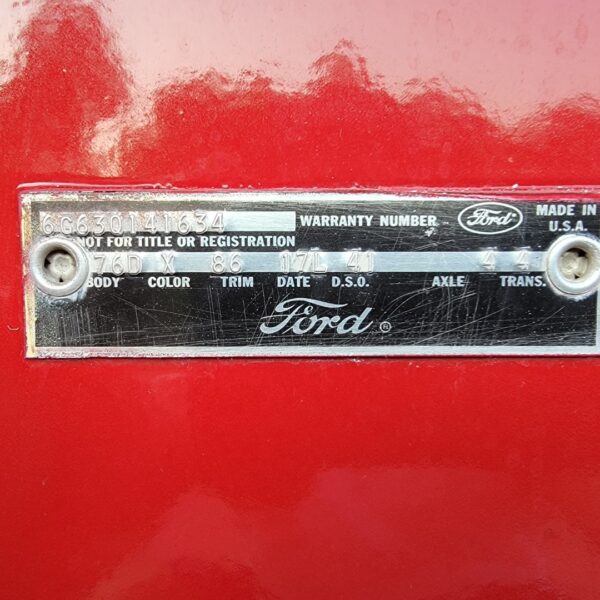 6G63Q141634 WARRANTY NUMBER Ford MADE IN U.S.A.
NOT FOR TITLE OR REGISTRATION
76D X 86 17L 41 4 4
BODY COLOR TRIM DATE D.S.O. AXLE TRANS.
Ford ®